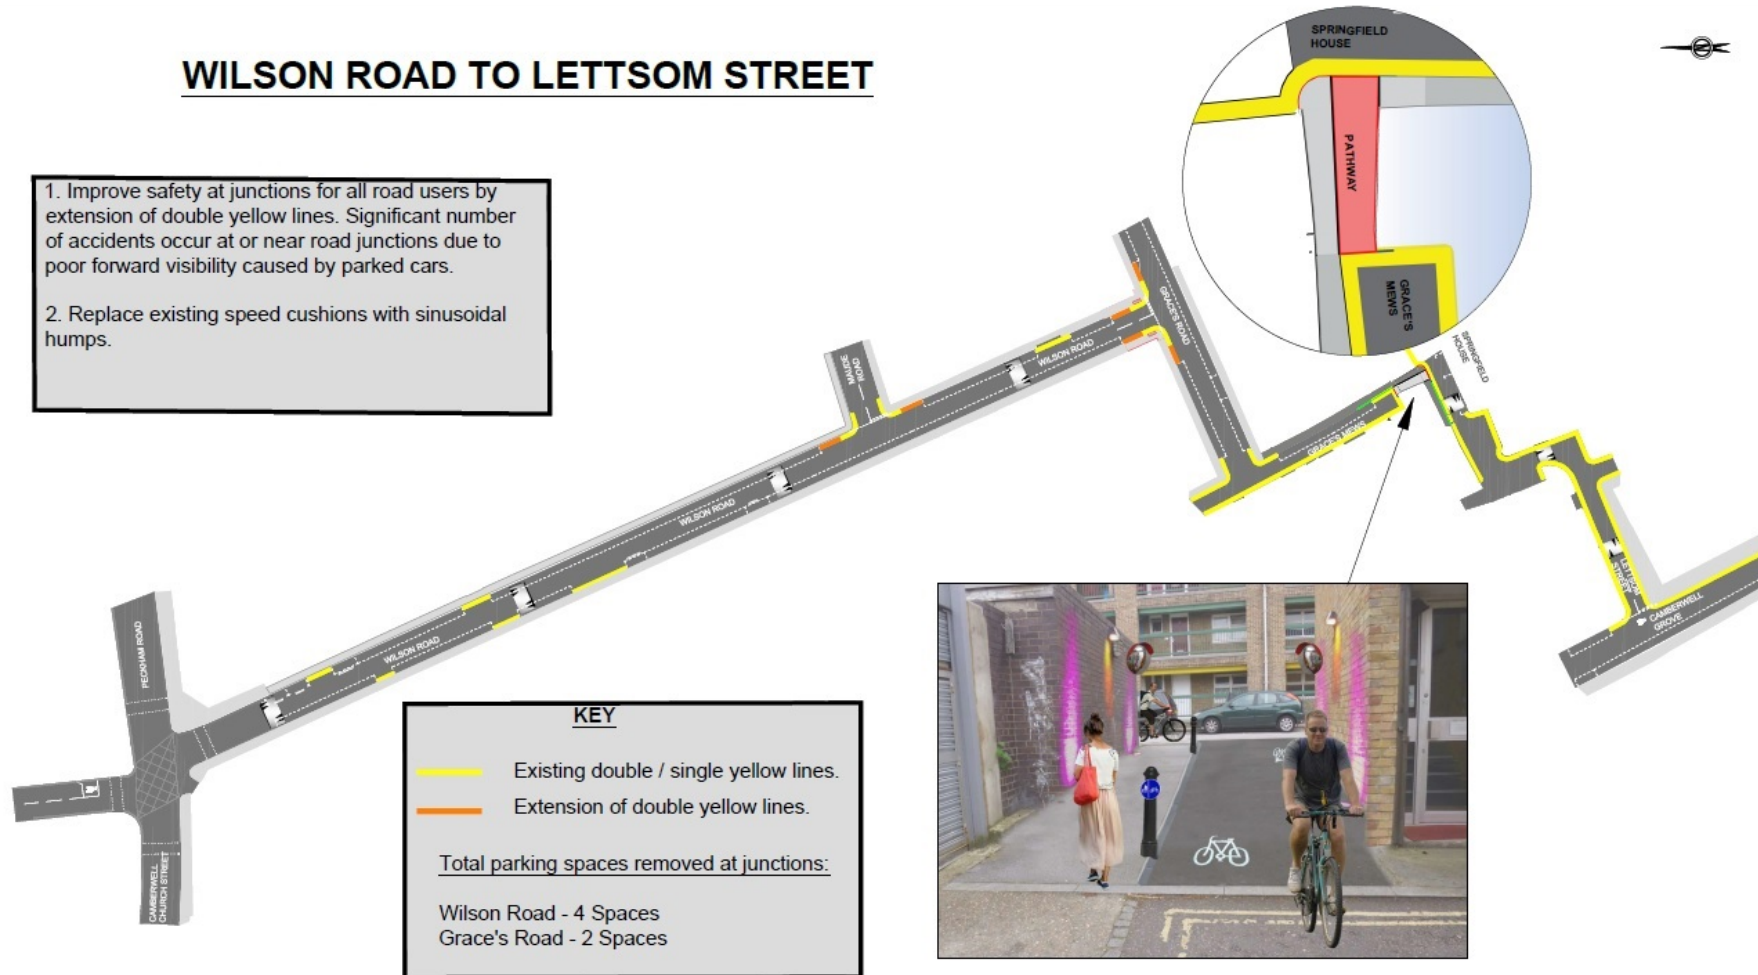 WILSON ROAD TO LETTSOM STREET
1. Improve safety at junctions for all road users by
extension of double yellow lines. Significant number
of accidents occur at or near road junctions due to
poor forward visibility caused by parked cars.
2. Replace existing speed cushions with sinusoidal
humps.
SPRINGFIELD
HOUSE
PATHWAY
GRACE'S
MEWS
SPRINGFIELD
HOUSE
GRACE'S ROAD
WILSON ROAD
MAUDE
ROAD
GRACE'S MEWS
WILSON ROAD
LETTSOM
STREET
CAMBERWELL
GROVE
WILSON ROAD
PECKHAM ROAD
CAMBERWELL
CHURCH STREET
KEY
Existing double / single yellow lines.
Extension of double yellow lines.
Total parking spaces removed at junctions:
Wilson Road - 4 Spaces
Grace's Road - 2 Spaces